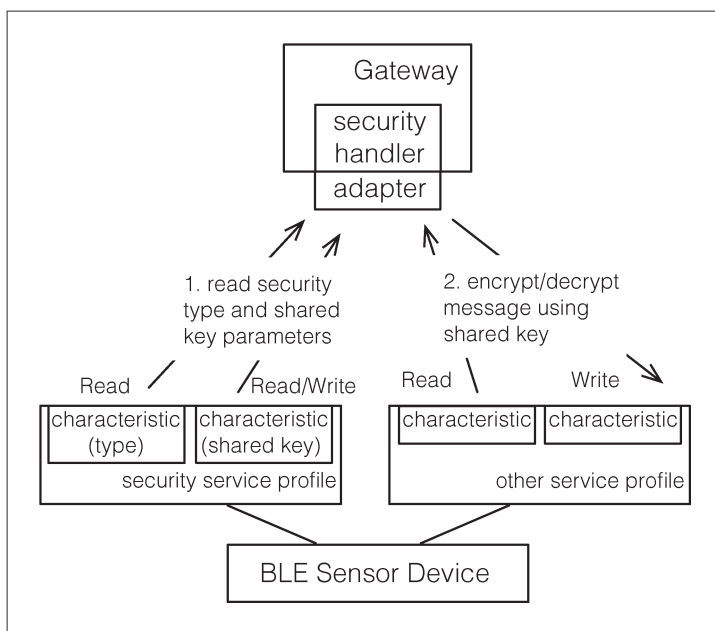 Gateway
security
handler
adapter
1. read security
type and shared
key parameters
2. encrypt/decrypt
message using
shared key
Read
Read/Write
Read
Write
characteristic
(type)
characteristic
(shared key)
security service profile
characteristic
characteristic
other service profile
BLE Sensor Device